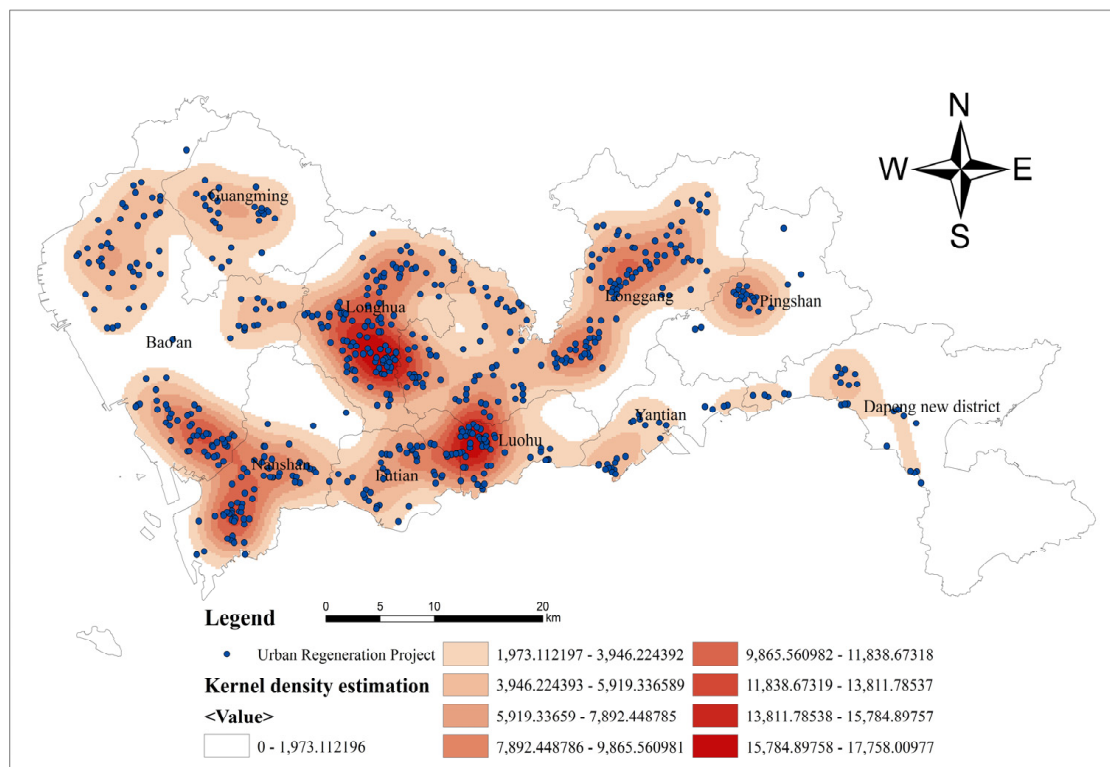 N
W E
S
Guangming
Longhua
Longgang
Pingshan
Bao'an
Dapeng new district
Yantian
Luohu
Nanshan
Futian
0 5 10 20
km
Legend
Urban Regeneration Project
Kernel density estimation
<Value>
0 - 1,973.112196
1,973.112197 - 3,946.224392
3,946.224393 - 5,919.336589
5,919.33659 - 7,892.448785
7,892.448786 - 9,865.560981
9,865.560982 - 11,838.67318
11,838.67319 - 13,811.78537
13,811.78538 - 15,784.89757
15,784.89758 - 17,758.00977